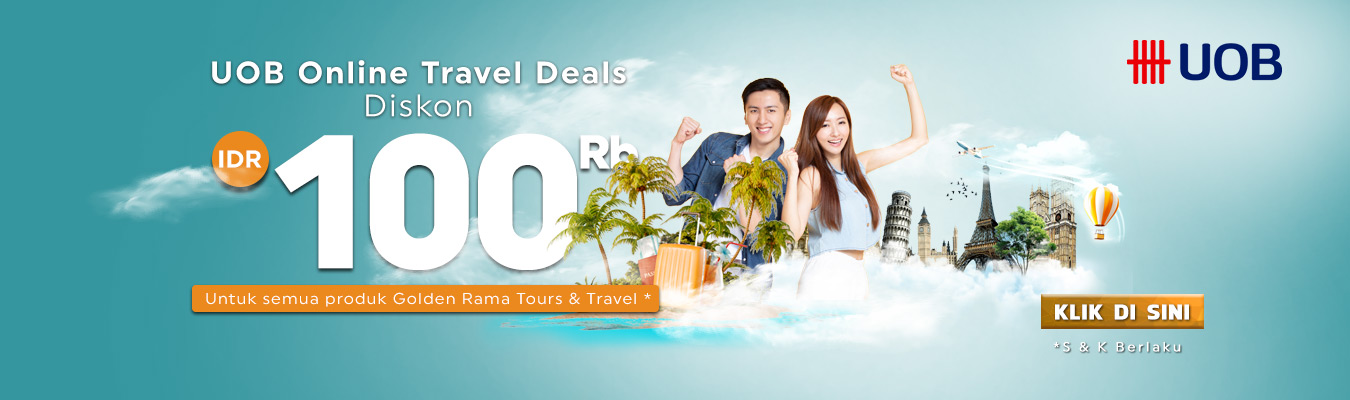 UOB Online Travel Deals
Diskon
IDR 100 Rb
Untuk semua produk Golden Rama Tours & Travel *
UOB
KLIK DI SINI
*S & K Berlaku